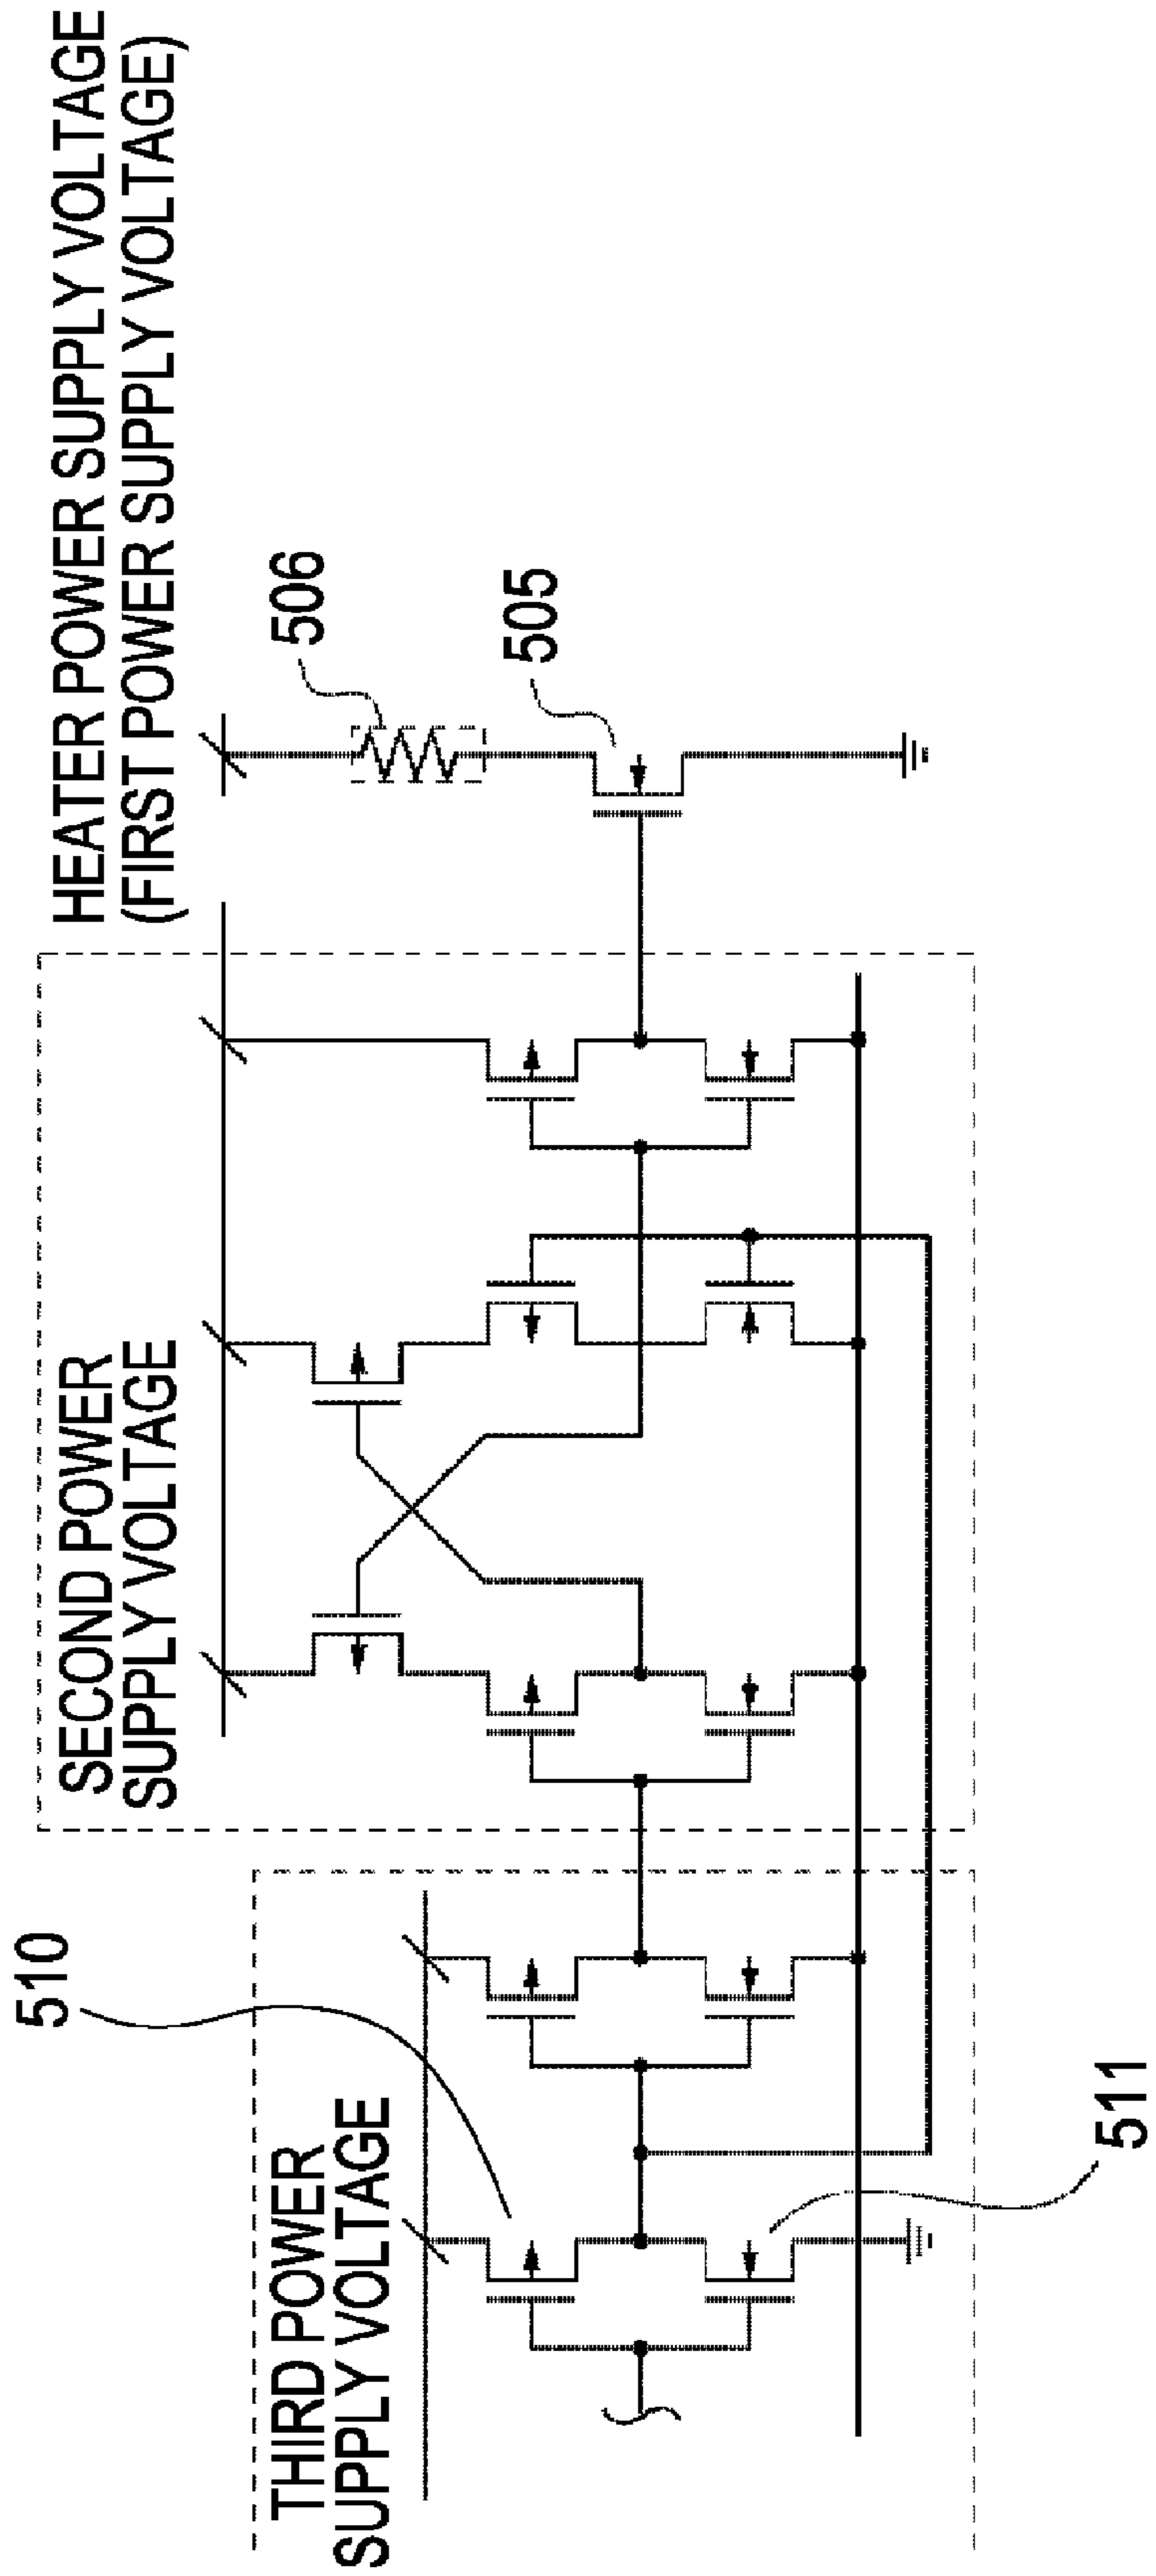 HEATER POWER SUPPLY VOLTAGE
(FIRST POWER SUPPLY VOLTAGE)
506
505
SECOND POWER
SUPPLY VOLTAGE
510
THIRD POWER
SUPPLY VOLTAGE
511